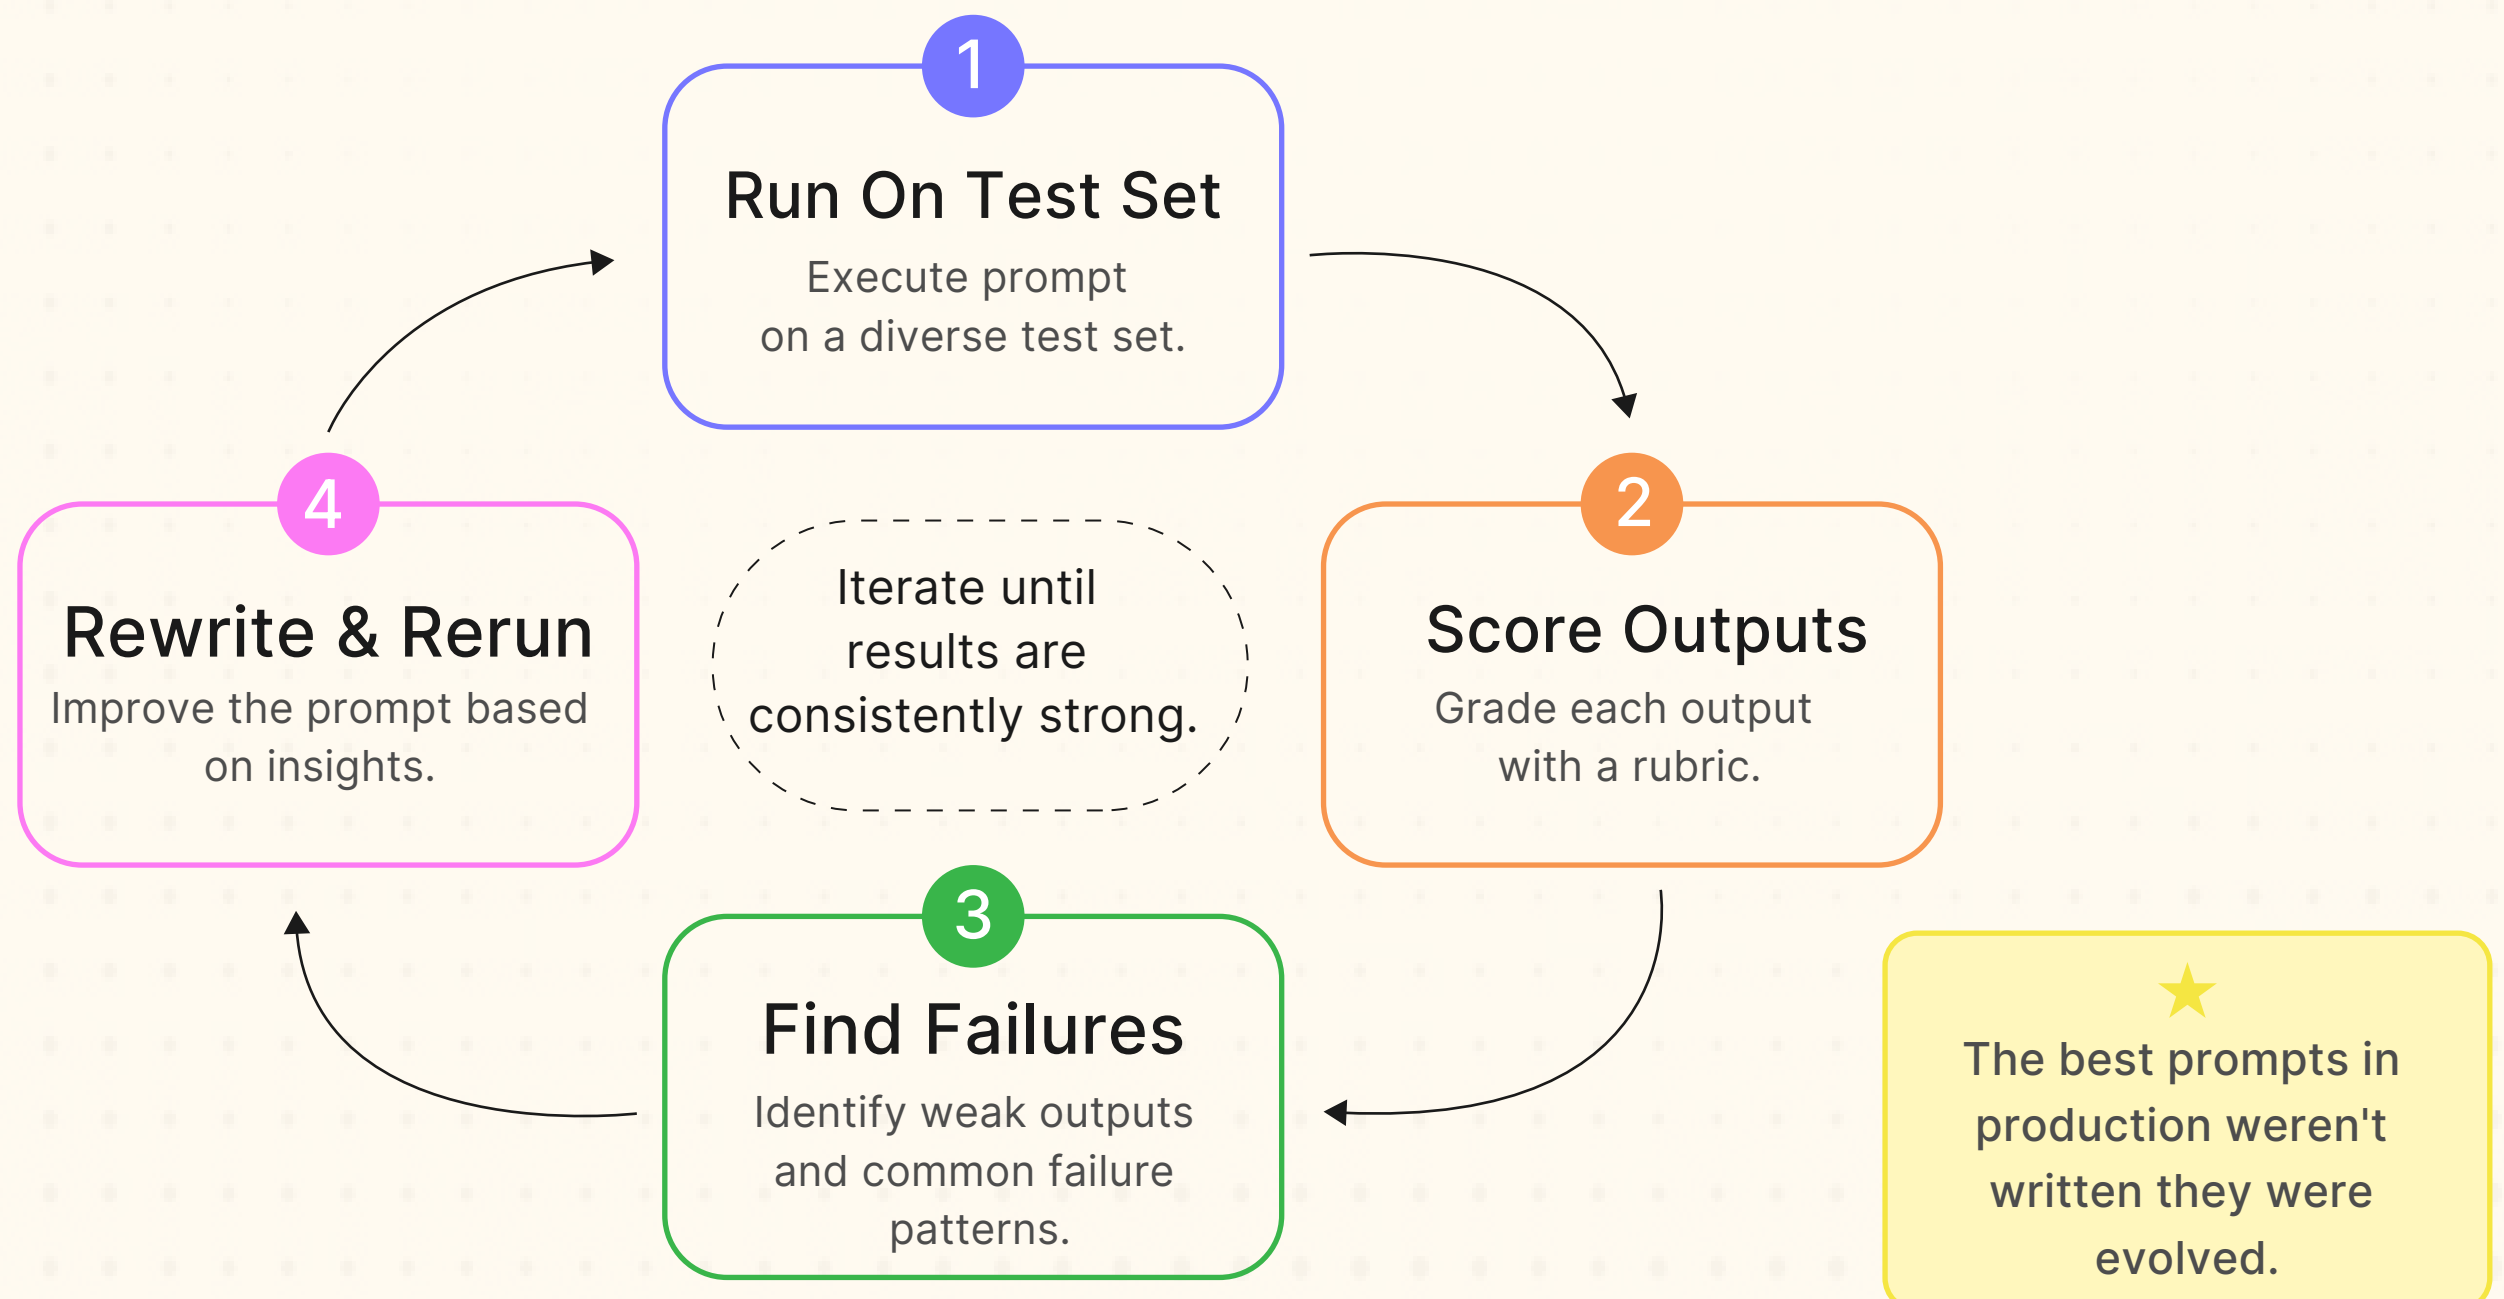 1
Run On Test Set
Execute prompt
on a diverse test set.
2
Score Outputs
Grade each output
with a rubric.
3
Find Failures
Identify weak outputs
and common failure
patterns.
4
Rewrite & Rerun
Improve the prompt based
on insights.
Iterate until
results are
consistently strong.
The best prompts in
production weren't
written they were
evolved.